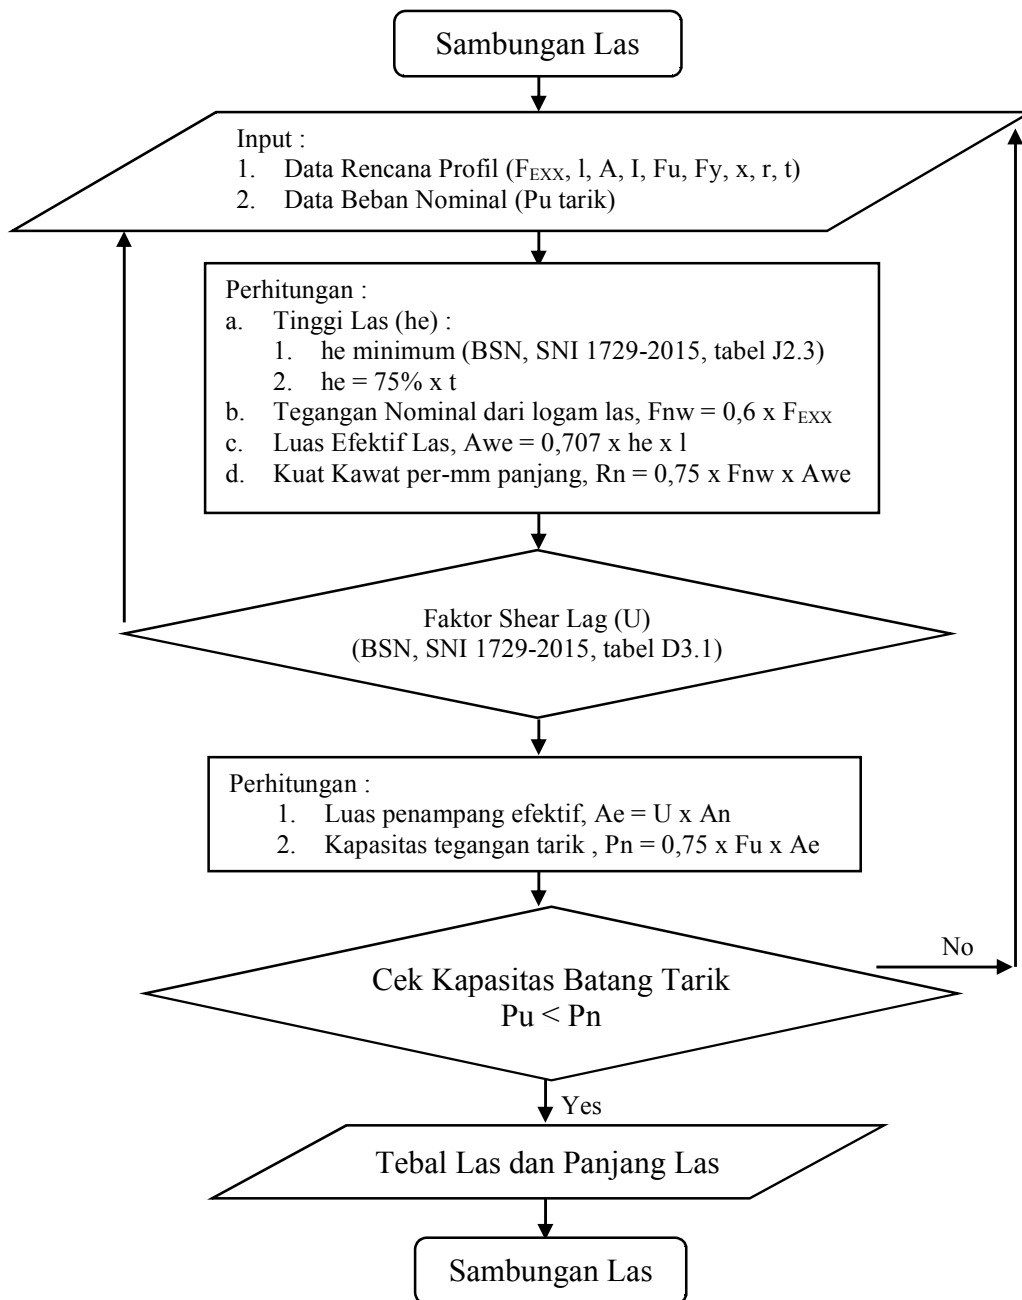 Sambungan Las
Input :
1. Data Rencana Profil (FEXX, l, A, I, Fu, Fy, x, r, t)
2. Data Beban Nominal (Pu tarik)
Perhitungan :
a. Tinggi Las (he) :
1. he minimum (BSN, SNI 1729-2015, tabel J2.3)
2. he = 75% x t
b. Tegangan Nominal dari logam las, Fnw = 0,6 x FEXX
c. Luas Efektif Las, Awe = 0,707 x he x l
d. Kuat Kawat per-mm panjang, Rn = 0,75 x Fnw x Awe
Faktor Shear Lag (U)
(BSN, SNI 1729-2015, tabel D3.1)
Perhitungan :
1. Luas penampang efektif, Ae = U x An
2. Kapasitas tegangan tarik , Pn = 0,75 x Fu x Ae
No
Cek Kapasitas Batang Tarik
Pu < Pn
Yes
Tebal Las dan Panjang Las
Sambungan Las